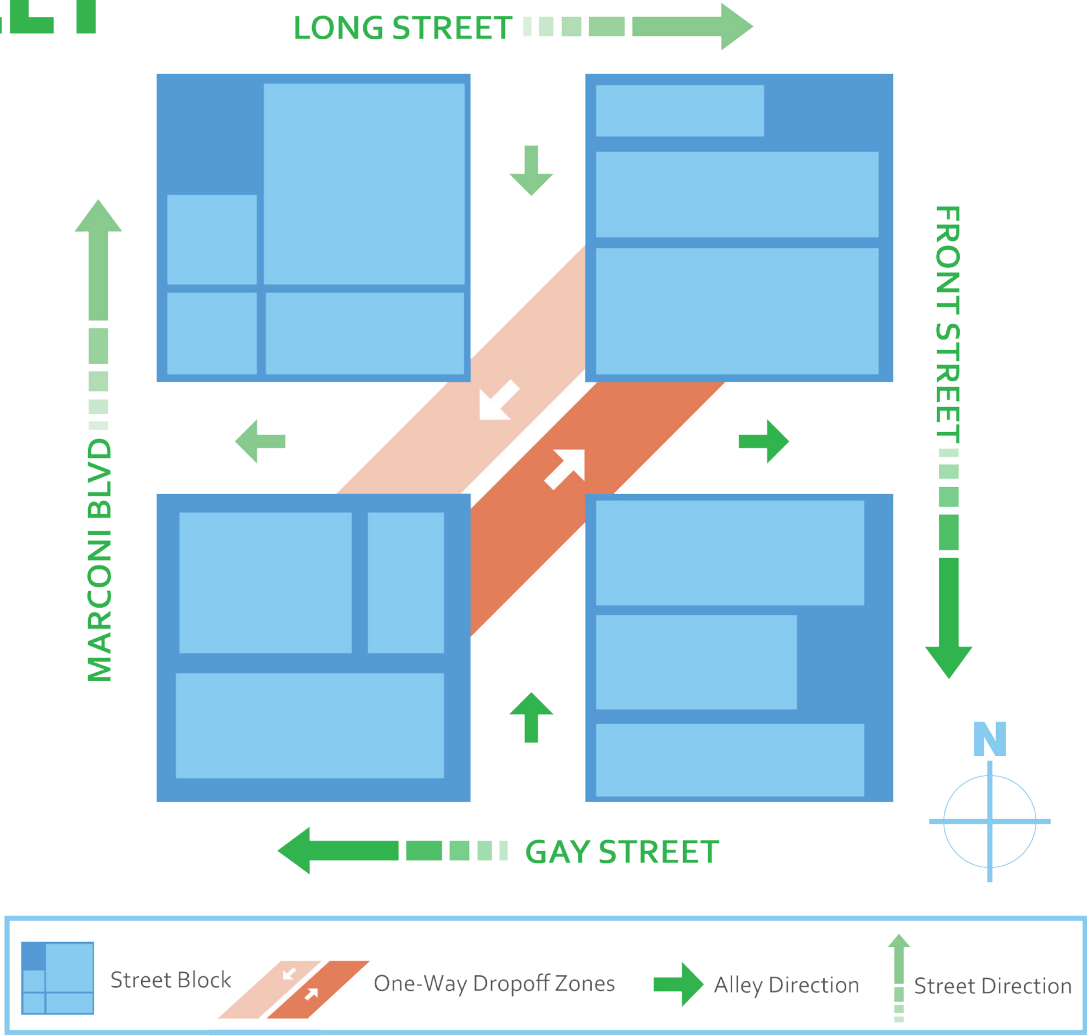 LONG STREET
FRONT STREET
MARCONI BLVD
N
GAY STREET
Street Block
One-Way Dropoff Zones
Alley Direction
Street Direction